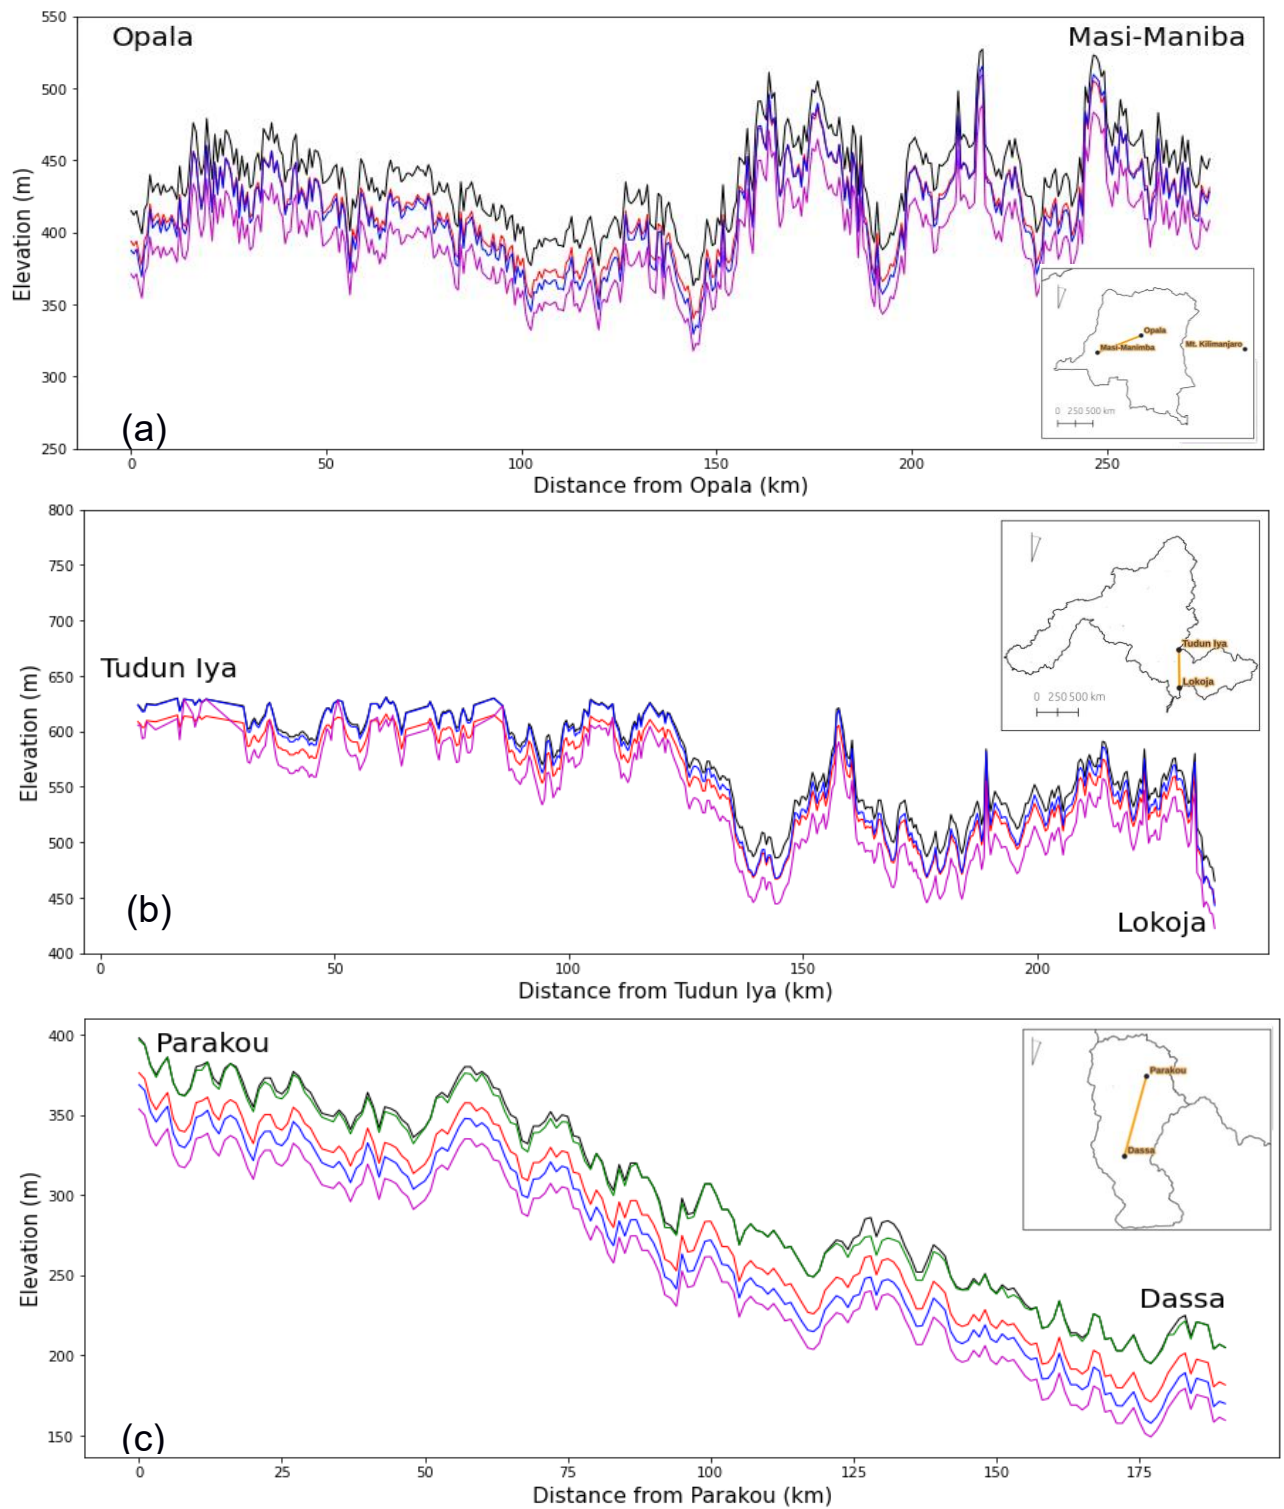 550
Opala
Masi-Maniba
500
450
400
350
300
250
Elevation (m)
Opala
Masi-Manimba
Mt. Kilimanjaro
0 250 500 km
(a)
0 50 100 150 200 250
Distance from Opala (km)
800
750
700
650
600
550
500
450
400
Elevation (m)
Tudun Iya
Tudun Iya
Lokoja
0 250 500 km
(b)
Lokoja
0 50 100 150 200
Distance from Tudun Iya (km)
400
350
300
250
200
150
Elevation (m)
Parakou
Parakou
Dassa
Dassa
(c)
0 25 50 75 100 125 150 175
Distance from Parakou (km)